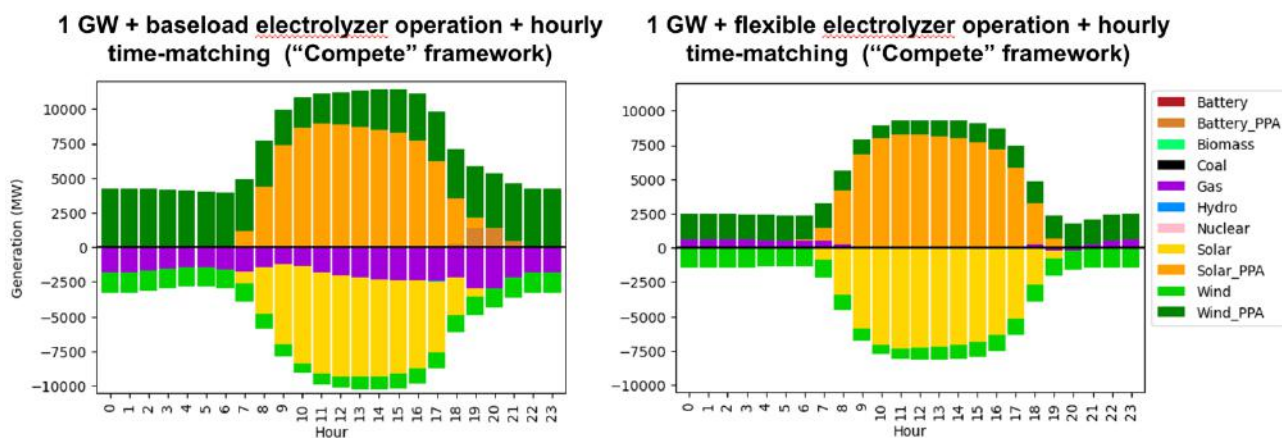 1 GW + baseload electrolyzer operation + hourly
time-matching (“Compete” framework)
Generation (MW)
10000
7500
5000
2500
0
−2500
−5000
−7500
−10000
0 1 2 3 4 5 6 7 8 9 10 11 12 13 14 15 16 17 18 19 20 21 22 23
Hour
1 GW + flexible electrolyzer operation + hourly
time-matching (“Compete” framework)
10000
7500
5000
2500
0
−2500
−5000
−7500
−10000
0 1 2 3 4 5 6 7 8 9 10 11 12 13 14 15 16 17 18 19 20 21 22 23
Hour
Battery
Battery_PPA
Biomass
Coal
Gas
Hydro
Nuclear
Solar
Solar_PPA
Wind
Wind_PPA